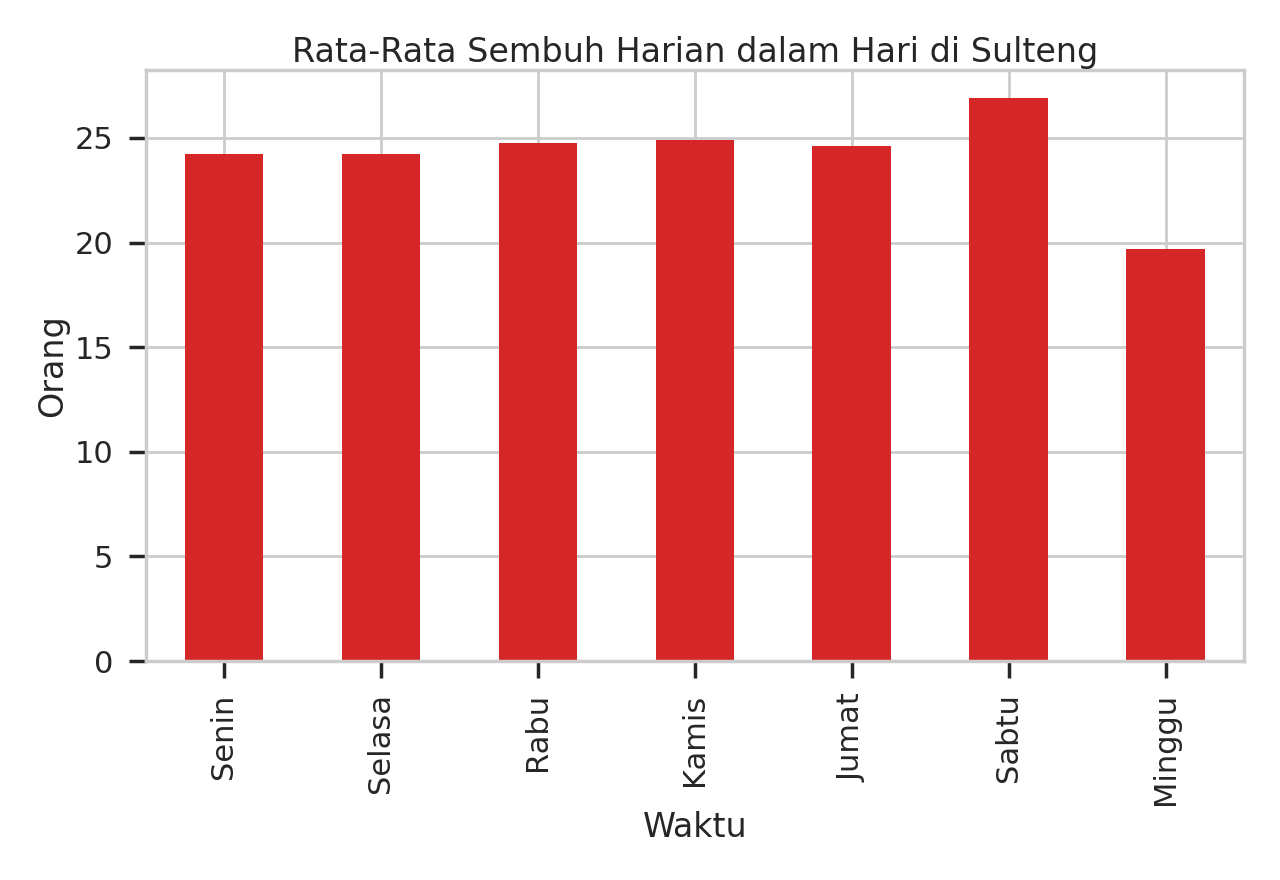 Rata-Rata Sembuh Harian dalam Hari di Sulteng
Orang
25
20
15
10
5
0
Senin
Selasa
Rabu
Kamis
Jumat
Sabtu
Minggu
Waktu